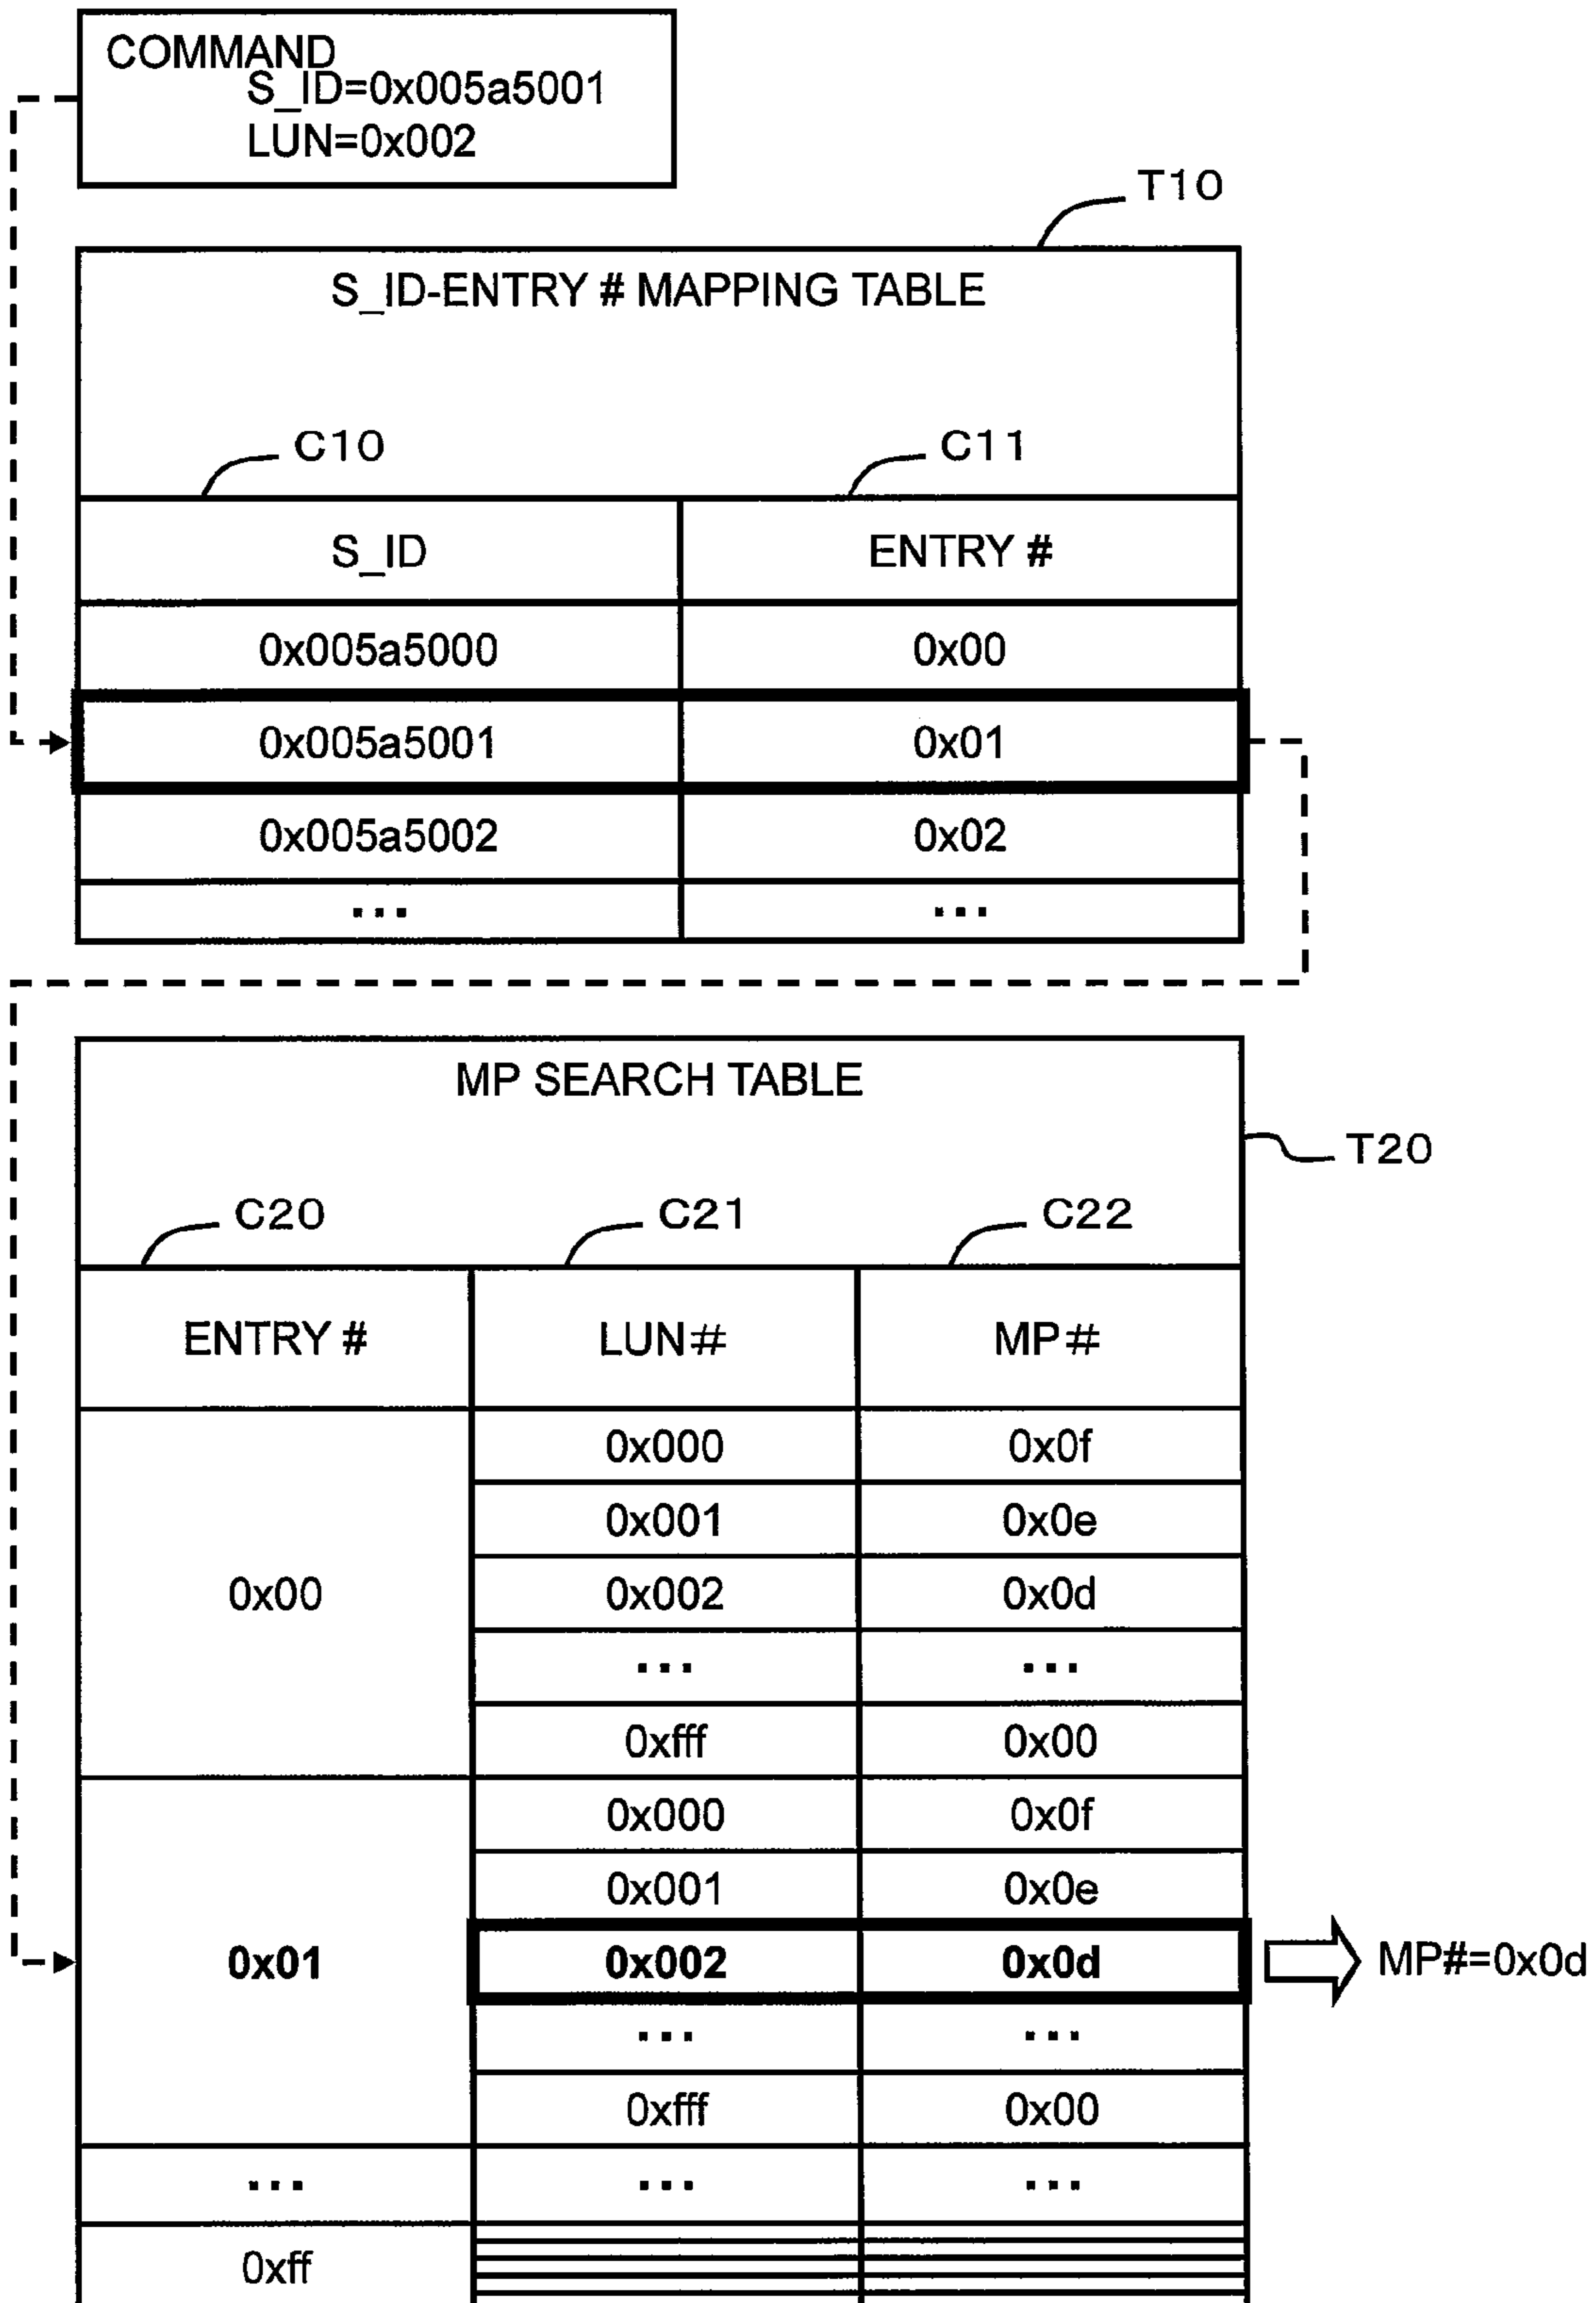 COMMAND
S_ID=0x005a5001
LUN=0x002
T10
S_ID-ENTRY # MAPPING TABLE
C10 C11
S_ID ENTRY #
0x005a5000 0x00
0x005a5001 0x01
0x005a5002 0x02
... ...
MP SEARCH TABLE
T20
C20 C21 C22
ENTRY # LUN# MP#
0x000 0x0f
0x001 0x0e
0x00 0x002 0x0d
... ...
0xfff 0x00
0x000 0x0f
0x001 0x0e
0x01 0x002 0x0d MP#=0x0d
... ...
0xfff 0x00
... ... ...
0xff